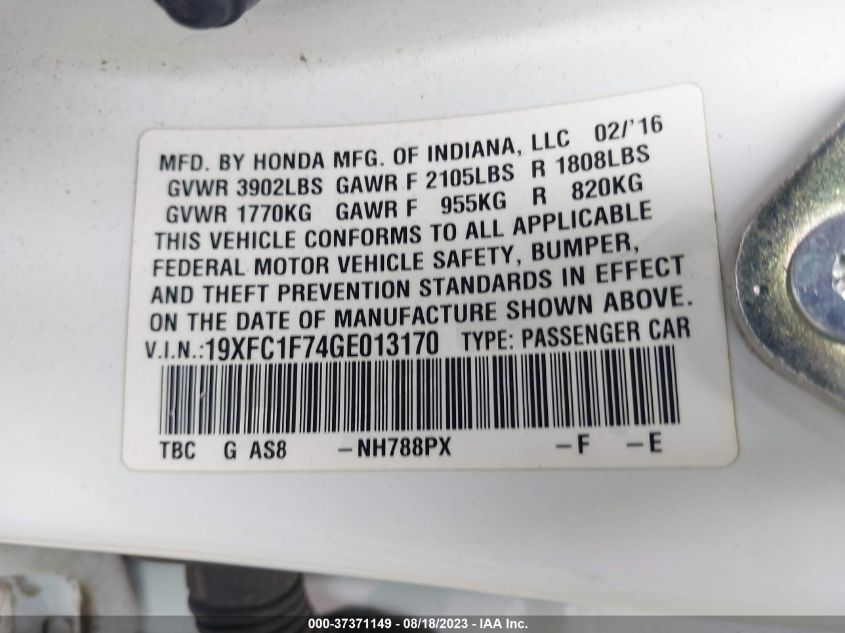 MFD. BY HONDA MFG. OF INDIANA, LLC 02/'16
GVWR 3902LBS GAWR F 2105LBS R 1808LBS
GVWR 1770KG GAWR F 955KG R 820KG
THIS VEHICLE CONFORMS TO ALL APPLICABLE
FEDERAL MOTOR VEHICLE SAFETY, BUMPER,
AND THEFT PREVENTION STANDARDS IN EFFECT
ON THE DATE OF MANUFACTURE SHOWN ABOVE.
V.I.N.:19XFC1F74GE013170 TYPE: PASSENGER CAR
TBC G AS8 –NH788PX –F –E
000-37371149 - 08/18/2023 - IAA Inc.